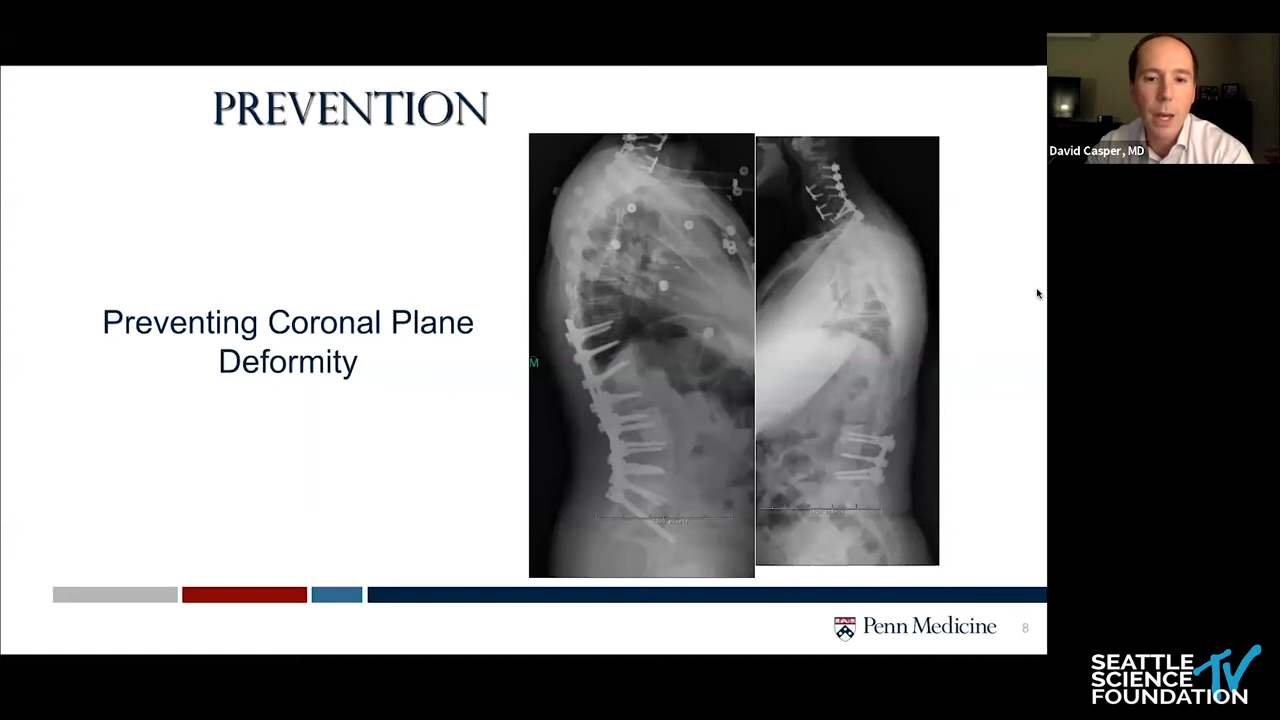 PREVENTION
David Casper, MD
Preventing Coronal Plane
Deformity
M
Penn Medicine
8
SEATTLE
SCIENCE
FOUNDATION
TV